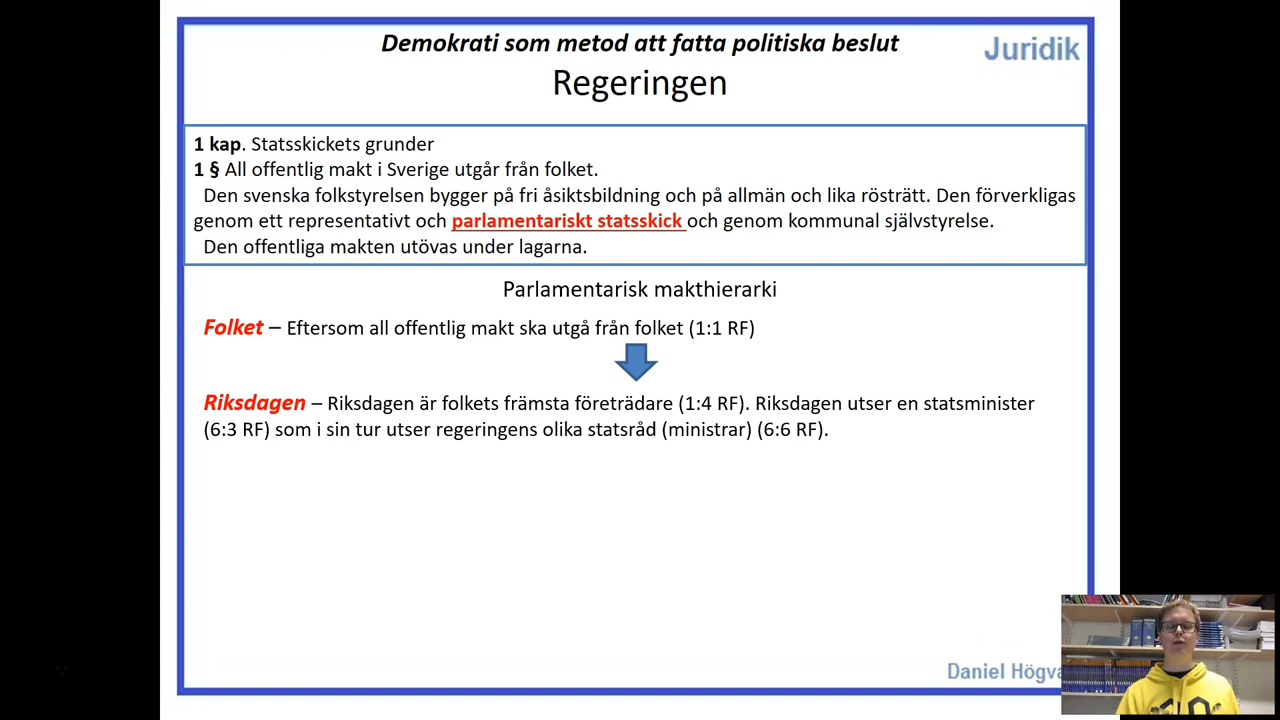 Demokrati som metod att fatta politiska beslut
Juridik
Regeringen
1 kap. Statsskickets grunder
1 § All offentlig makt i Sverige utgår från folket.
Den svenska folkstyrelsen bygger på fri åsiktsbildning och på allmän och lika rösträtt. Den förverkligas
genom ett representativt och parlamentariskt statsskick och genom kommunal självstyrelse.
Den offentliga makten utövas under lagarna.
Parlamentarisk makthierarki
Folket – Eftersom all offentlig makt ska utgå från folket (1:1 RF)
Riksdagen – Riksdagen är folkets främsta företrädare (1:4 RF). Riksdagen utser en statsminister
(6:3 RF) som i sin tur utser regeringens olika statsråd (ministrar) (6:6 RF).
Daniel